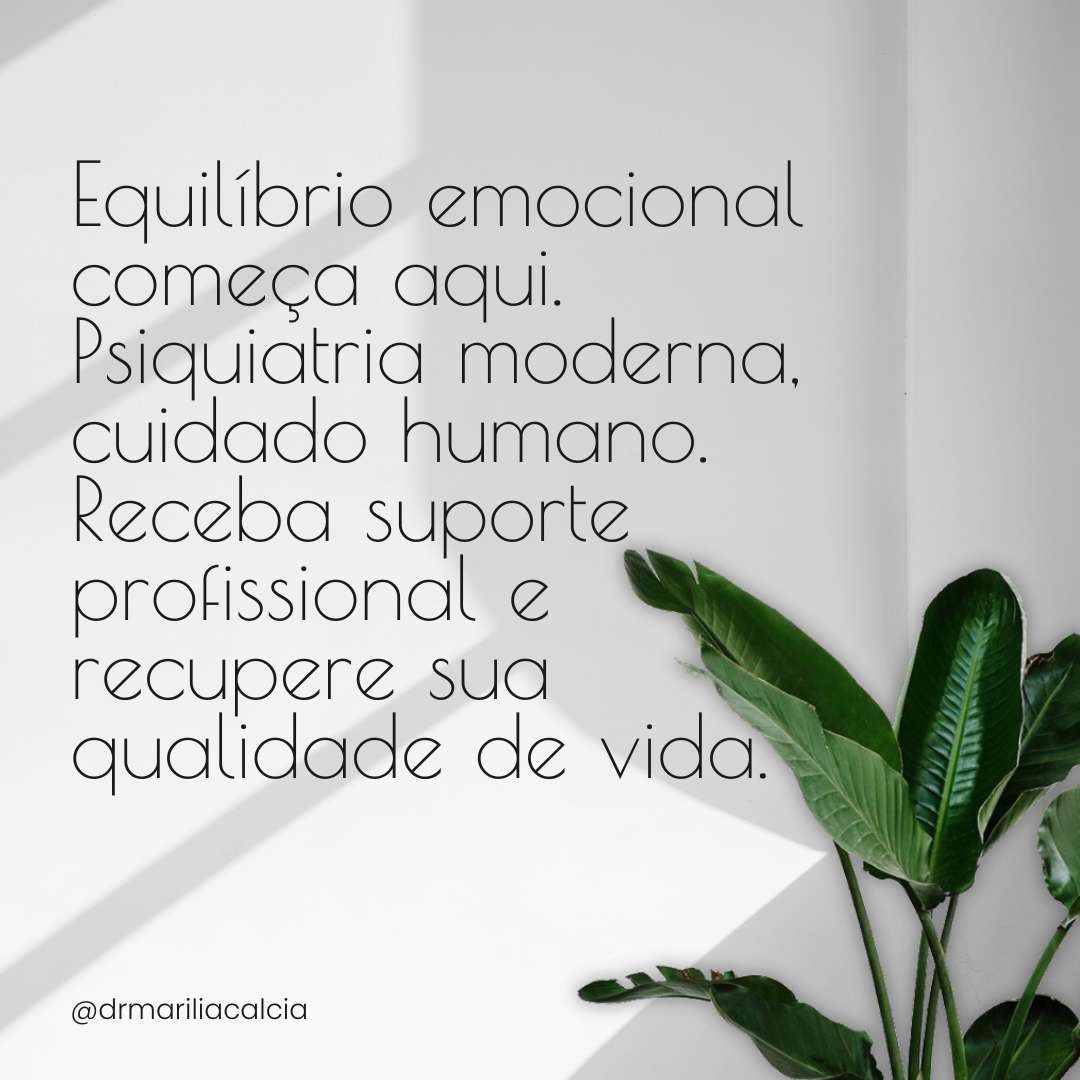 Equilíbrio emocional
começa aqui.
Psiquiatria moderna,
cuidado humano.
Receba suporte
profissional e
recupere sua
qualidade de vida.
@drmariliacalcia